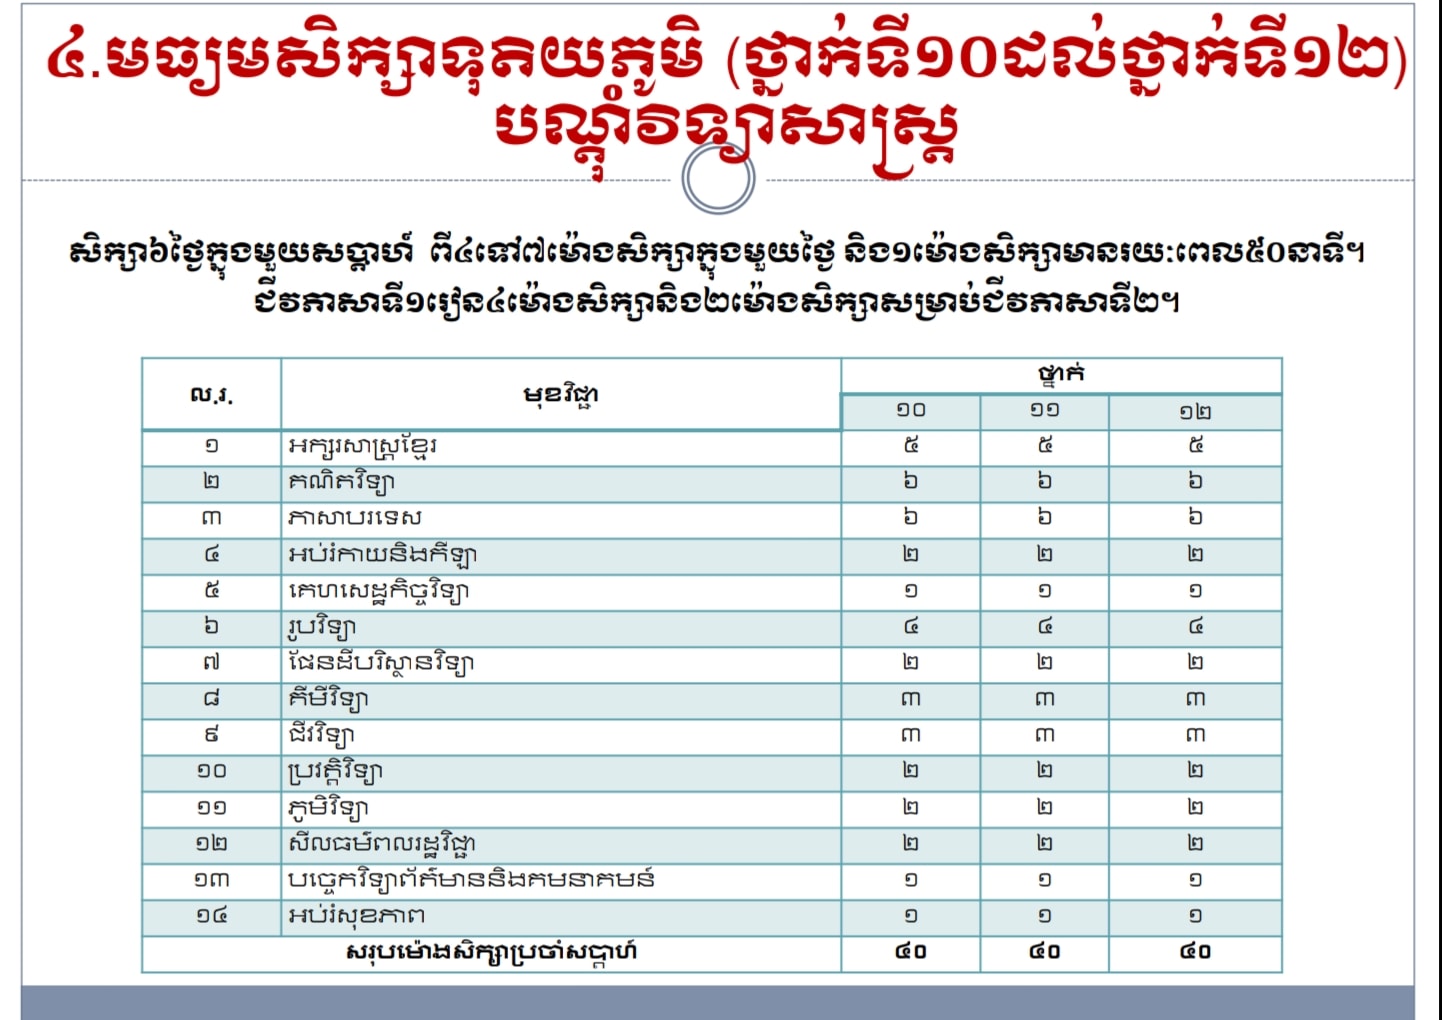 ៤.មធ្យមសិក្សាទុតិយភូមិ (ថ្នាក់ទី១០ដល់ថ្នាក់ទី១២)
បណ្តុំវិទ្យាសាស្ត្រ
សិក្សា៦ថ្ងៃក្នុងមួយសប្តាហ៍ ពី៤ទៅ៧ម៉ោងសិក្សាក្នុងមួយថ្ងៃ និង១ម៉ោងសិក្សាមានរយៈពេល៥០នាទី។
ជីវភាសាទី១រៀន៤ម៉ោងសិក្សានិង២ម៉ោងសិក្សាសម្រាប់ជីវភាសាទី២។
ល.រ. មុខវិជ្ជា ថ្នាក់
១០ ១១ ១២
១ អក្សរសាស្ត្រខ្មែរ ៥ ៥ ៥
២ គណិតវិទ្យា ៦ ៦ ៦
៣ ភាសាបរទេស ៦ ៦ ៦
៤ អប់រំកាយនិងកីឡា ២ ២ ២
៥ គេហសេដ្ឋកិច្ចវិទ្យា ១ ១ ១
៦ រូបវិទ្យា ៤ ៤ ៤
៧ ផែនដីបរិស្ថានវិទ្យា ២ ២ ២
៨ គីមីវិទ្យា ៣ ៣ ៣
៩ ជីវវិទ្យា ៣ ៣ ៣
១០ ប្រវត្តិវិទ្យា ២ ២ ២
១១ ភូមិវិទ្យា ២ ២ ២
១២ សីលធម៌ពលរដ្ឋវិជ្ជា ២ ២ ២
១៣ បច្ចេកវិទ្យាព័ត៌មាននិងគមនាគមន៍ ១ ១ ១
១៤ អប់រំសុខភាព ១ ១ ១
សរុបម៉ោងសិក្សាប្រចាំសប្តាហ៍ ៤០ ៤០ ៤០